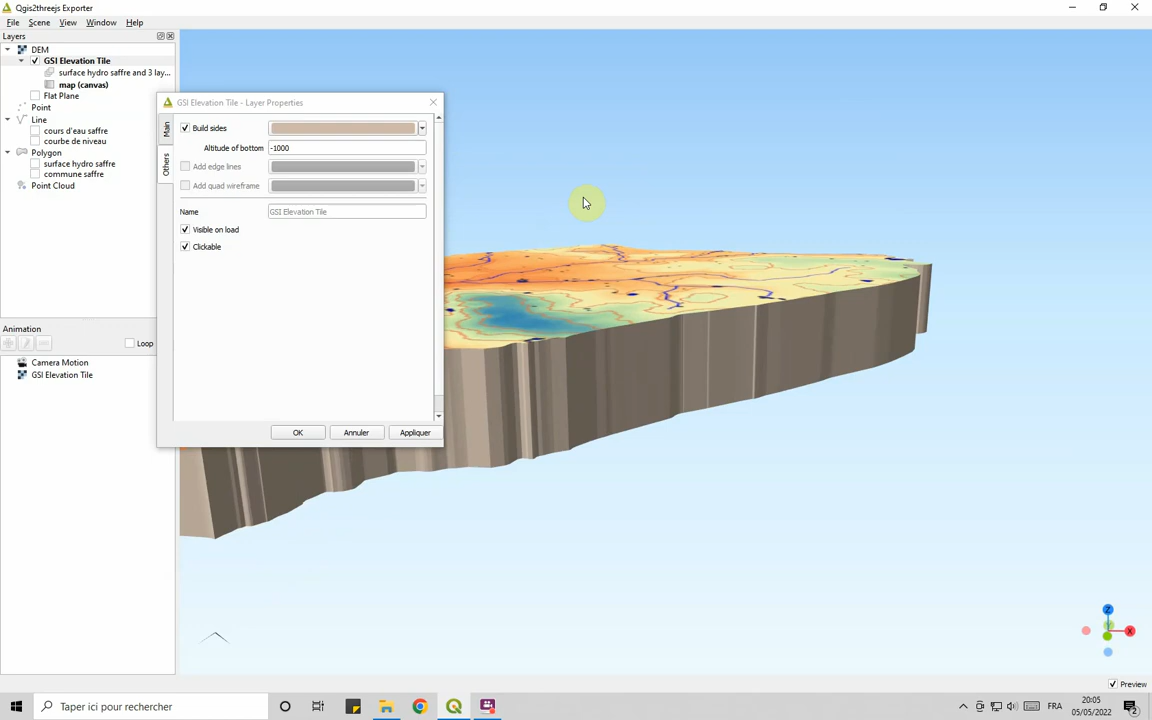 Qgis2threejs Exporter
File Scene View Window Help
Layers
DEM
GSI Elevation Tile
surface hydro saffre and 3 lay...
map (canvas)
Flat Plane
Point
Line
cours d'eau saffre
courbe de niveau
Polygon
surface hydro saffre
commune saffre
Point Cloud
GSI Elevation Tile - Layer Properties
Main
Others
Build sides
Altitude of bottom -1000
Add edge lines
Add quad wireframe
Name GSI Elevation Tile
Visible on load
Clickable
OK Annuler Appliquer
Animation
Loop
Camera Motion
GSI Elevation Tile
Z
Y
X
Preview
Taper ici pour rechercher
FRA
20:05
05/05/2022
2